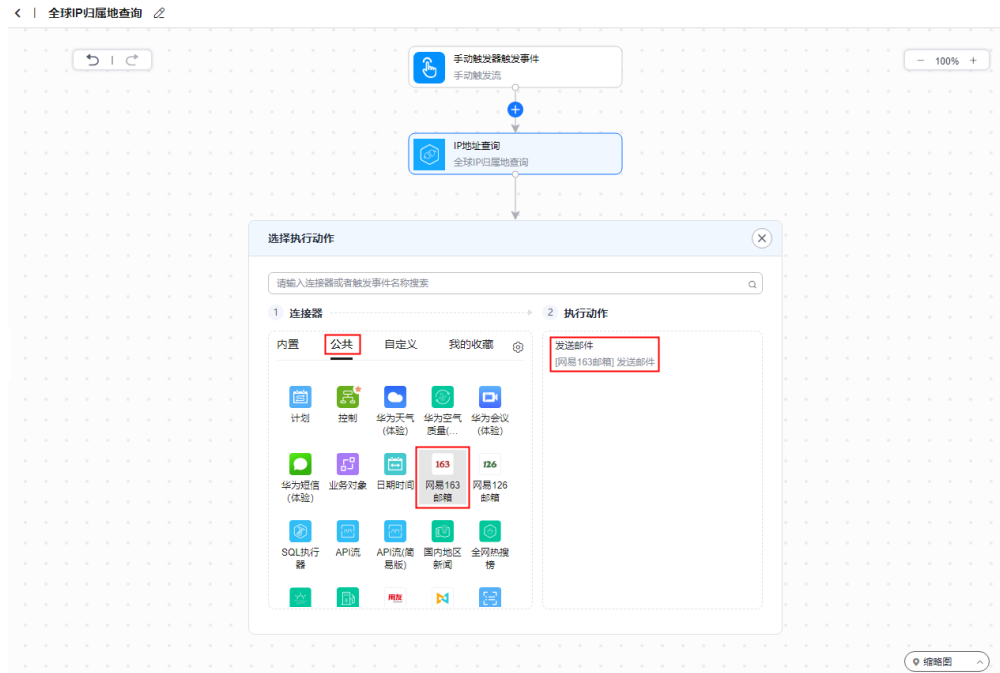 全球IP归属地查询
100%
手动触发器触发事件
手动触发流
IP地址查询
全球IP归属地查询
选择执行动作
请输入连接器或者触发事件名称搜索
1 连接器
2 执行动作
内置 公共 自定义 我的收藏
发送邮件
[网易163邮箱] 发送邮件
计划 控制 华为天气 华为空气 华为会议
(体验) 质量(... (体验)
163 126
华为短信 业务对象 日期时间 网易163 网易126
(体验) 邮箱 邮箱
SQL执行 API流 API流(简 国内地区 全网热搜
器 易版) 新闻 榜
用友
缩略图